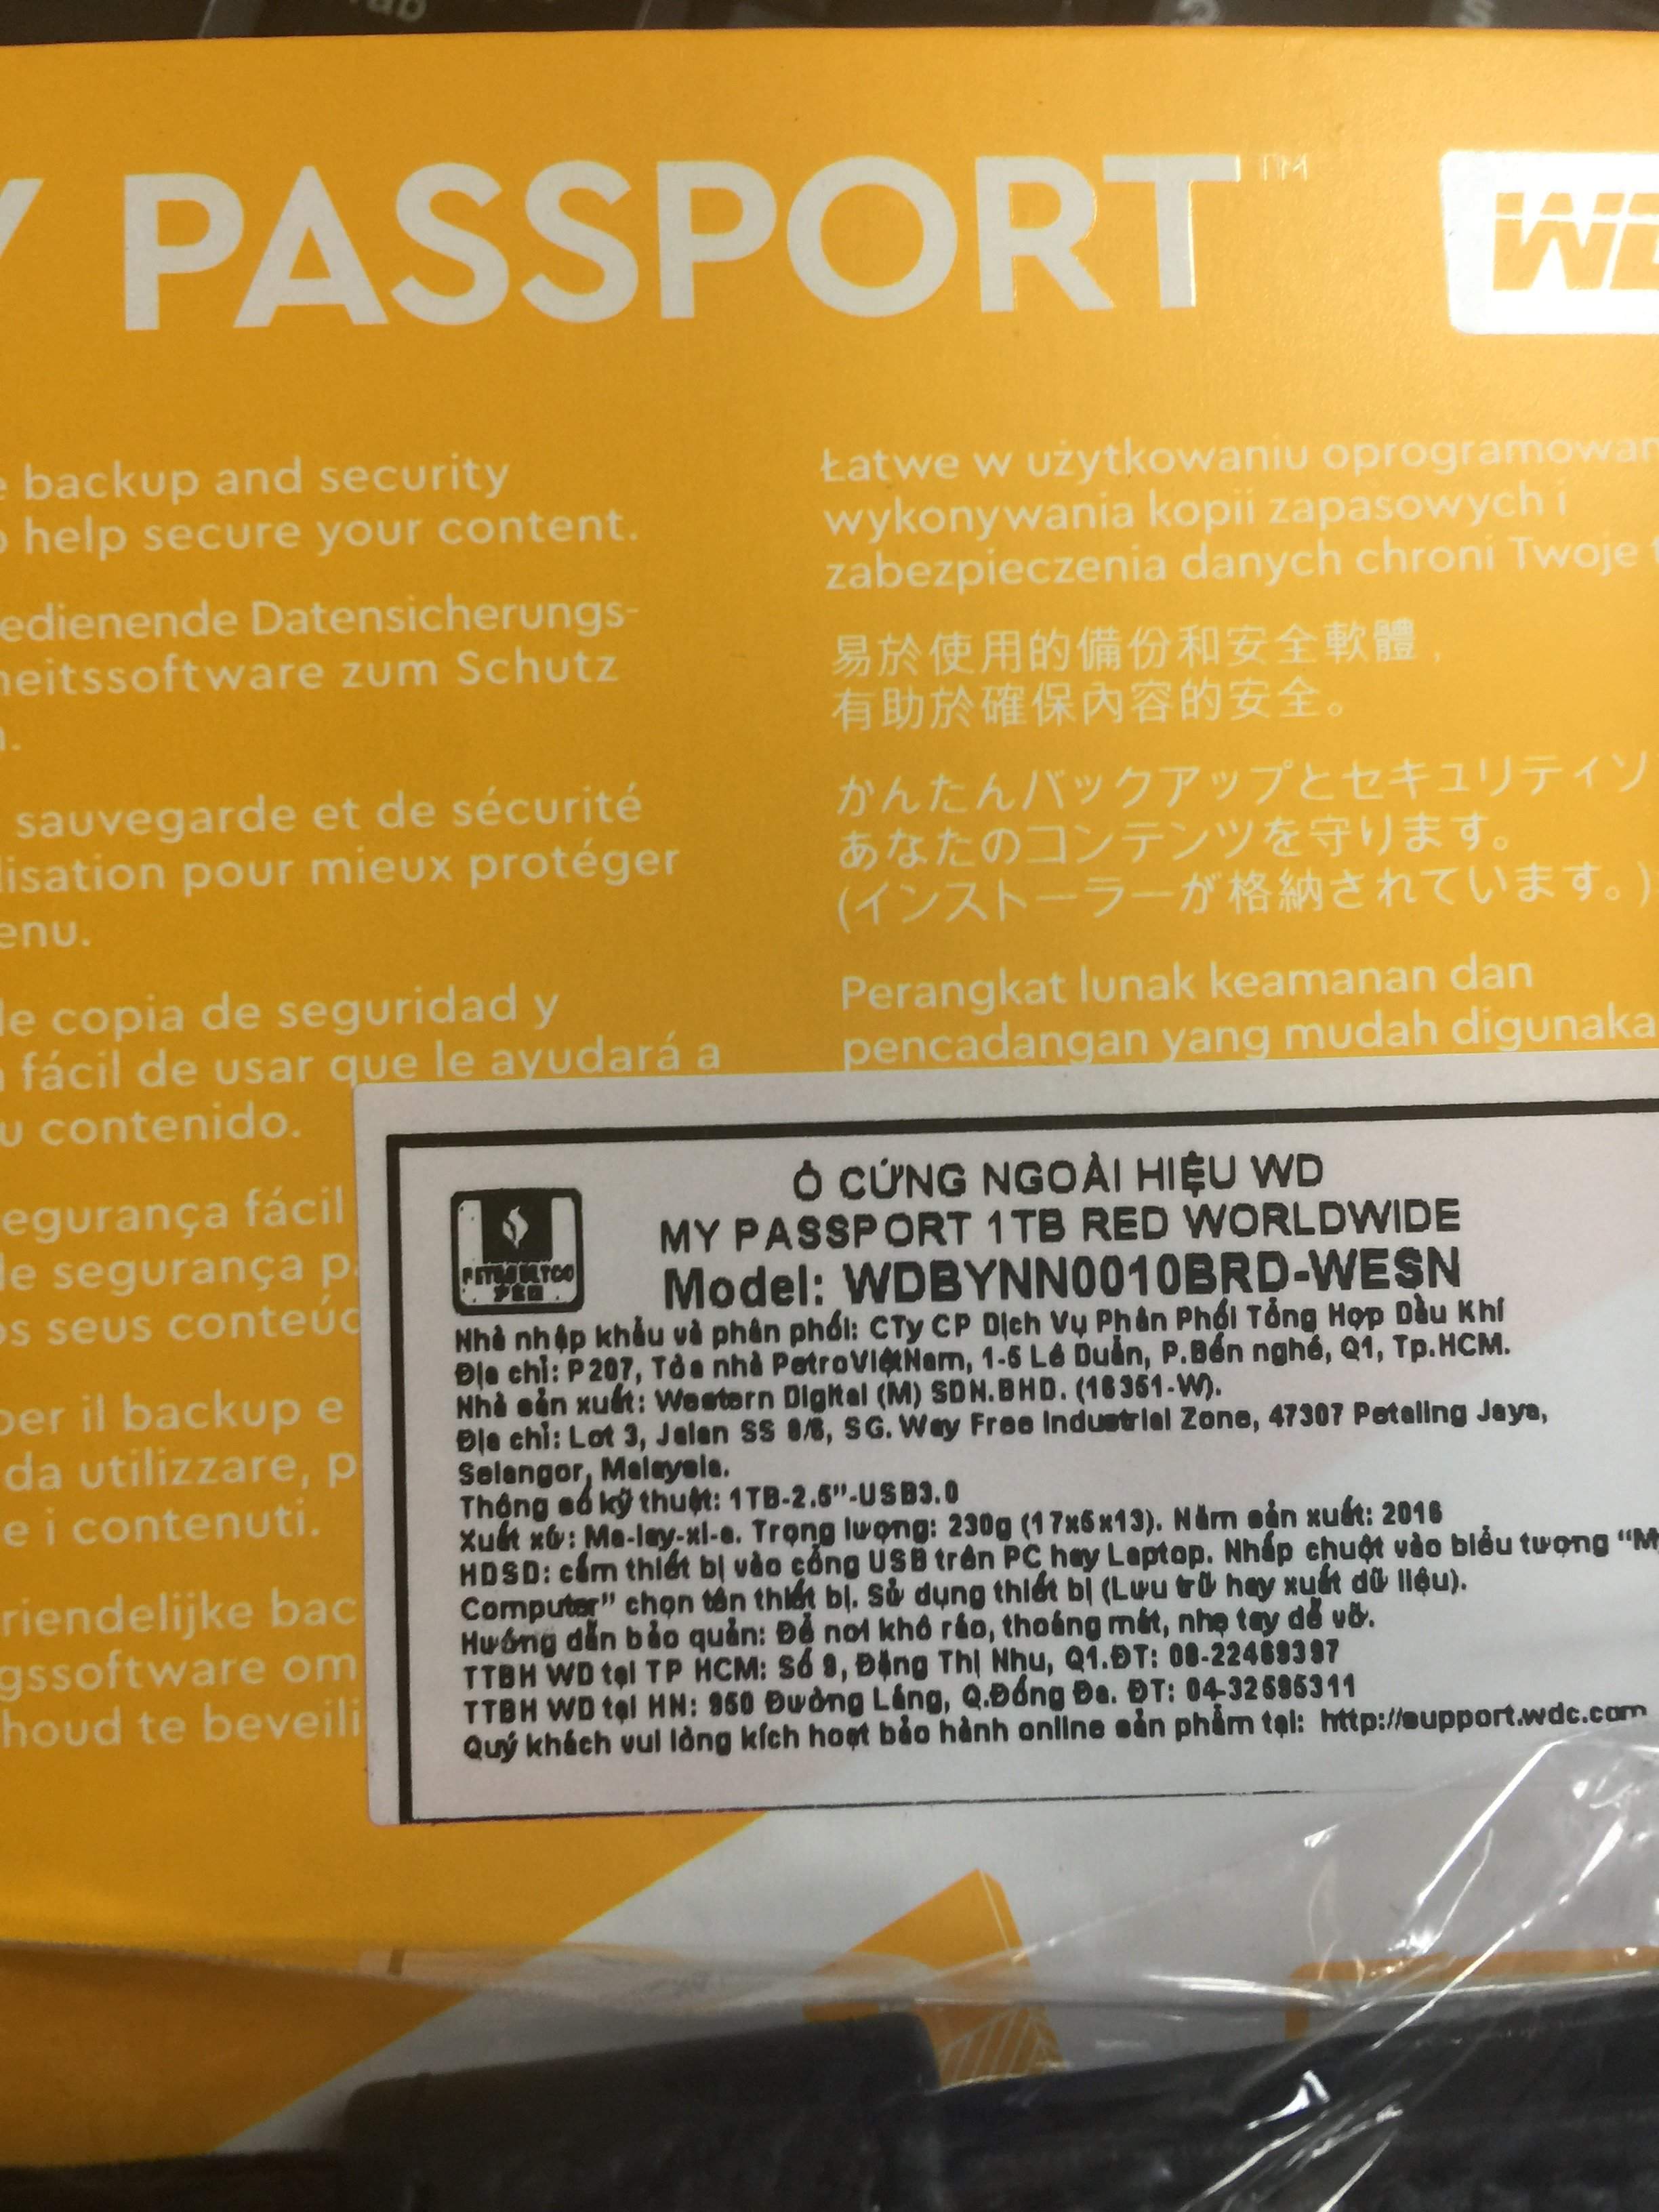 Y PASSPORT™
WD
e backup and security
o help secure your content.
edienende Datensicherungs-
heitssoftware zum Schutz
n.
sauvegarde et de sécurité
lisation pour mieux protéger
enu.
de copia de seguridad y
n fácil de usar que le ayudará a
u contenido.
egurança fácil
de segurança p
os seus conteúd
per il backup e
da utilizzare, p
e i contenuti.
riendelijke bac
gssoftware om
houd te beveili
Łatwe w użytkowaniu oprogramowan
wykonywania kopii zapasowych i
zabezpieczenia danych chroni Twoje t
易於使用的備份和安全軟體，
有助於確保內容的安全。
かんたんバックアップとセキュリティソ
あなたのコンテンツを守ります。
(インストーラーが格納されています。)
Perangkat lunak keamanan dan
pencadangan yang mudah digunaka
Ổ CỨNG NGOÀI HIỆU WD
MY PASSPORT 1TB RED WORLDWIDE
Model: WDBYNN0010BRD-WESN
PETROSETCO
PSD
Nhà nhập khẩu và phân phối: CTy CP Dịch Vụ Phân Phối Tổng Hợp Dầu Khí
Địa chỉ: P207, Tòa nhà PetroViệtNam, 1-5 Lê Duẩn, P.Bến nghé, Q1, Tp.HCM.
Nhà sản xuất: Western Digital (M) SDN.BHD. (16351-W).
Địa chỉ: Lot 3, Jalan SS 8/6, SG. Way Free Industrial Zone, 47307 Petaling Jaya,
Selangor, Malaysia.
Thông số kỹ thuật: 1TB-2.5"-USB3.0
Xuất xứ: Ma-lay-xi-a. Trọng lượng: 230g (17x5x13). Năm sản xuất: 2016
HDSD: cắm thiết bị vào cổng USB trên PC hay Laptop. Nhấp chuột vào biểu tượng "My
Computer" chọn tên thiết bị. Sử dụng thiết bị (Lưu trữ hay xuất dữ liệu).
Hướng dẫn bảo quản: Để nơi khô ráo, thoáng mát, nhẹ tay dễ vỡ.
TTBH WD tại TP HCM: Số 9, Đặng Thị Nhu, Q1.ĐT: 08-22469397
TTBH WD tại HN: 950 Đường Láng, Q.Đống Đa. ĐT: 04-32595311
Quý khách vui lòng kích hoạt bảo hành online sản phẩm tại: http://support.wdc.com